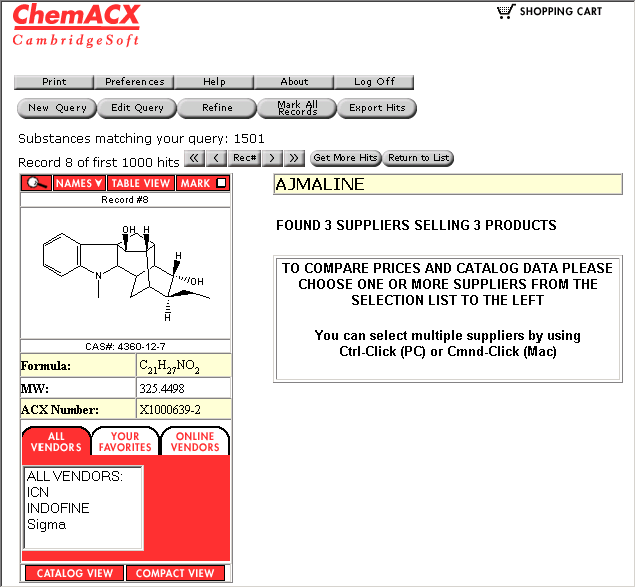 ChemACX
CambridgeSoft
SHOPPING CART
Print Preferences Help About Log Off
New Query Edit Query Refine Mark All Records Export Hits
Substances matching your query: 1501
Record 8 of first 1000 hits Rec# Get More Hits Return to List
NAMES TABLE VIEW MARK
Record #8
OH H
H
OH
N
H
CAS#: 4360-12-7
Formula: C21H27NO2
MW: 325.4498
ACX Number: X1000639-2
ALL VENDORS YOUR FAVORITES ONLINE VENDORS
ALL VENDORS:
ICN
INDOFINE
Sigma
CATALOG VIEW COMPACT VIEW
AJMALINE
FOUND 3 SUPPLIERS SELLING 3 PRODUCTS
TO COMPARE PRICES AND CATALOG DATA PLEASE
CHOOSE ONE OR MORE SUPPLIERS FROM THE
SELECTION LIST TO THE LEFT
You can select multiple suppliers by using
Ctrl-Click (PC) or Cmnd-Click (Mac)